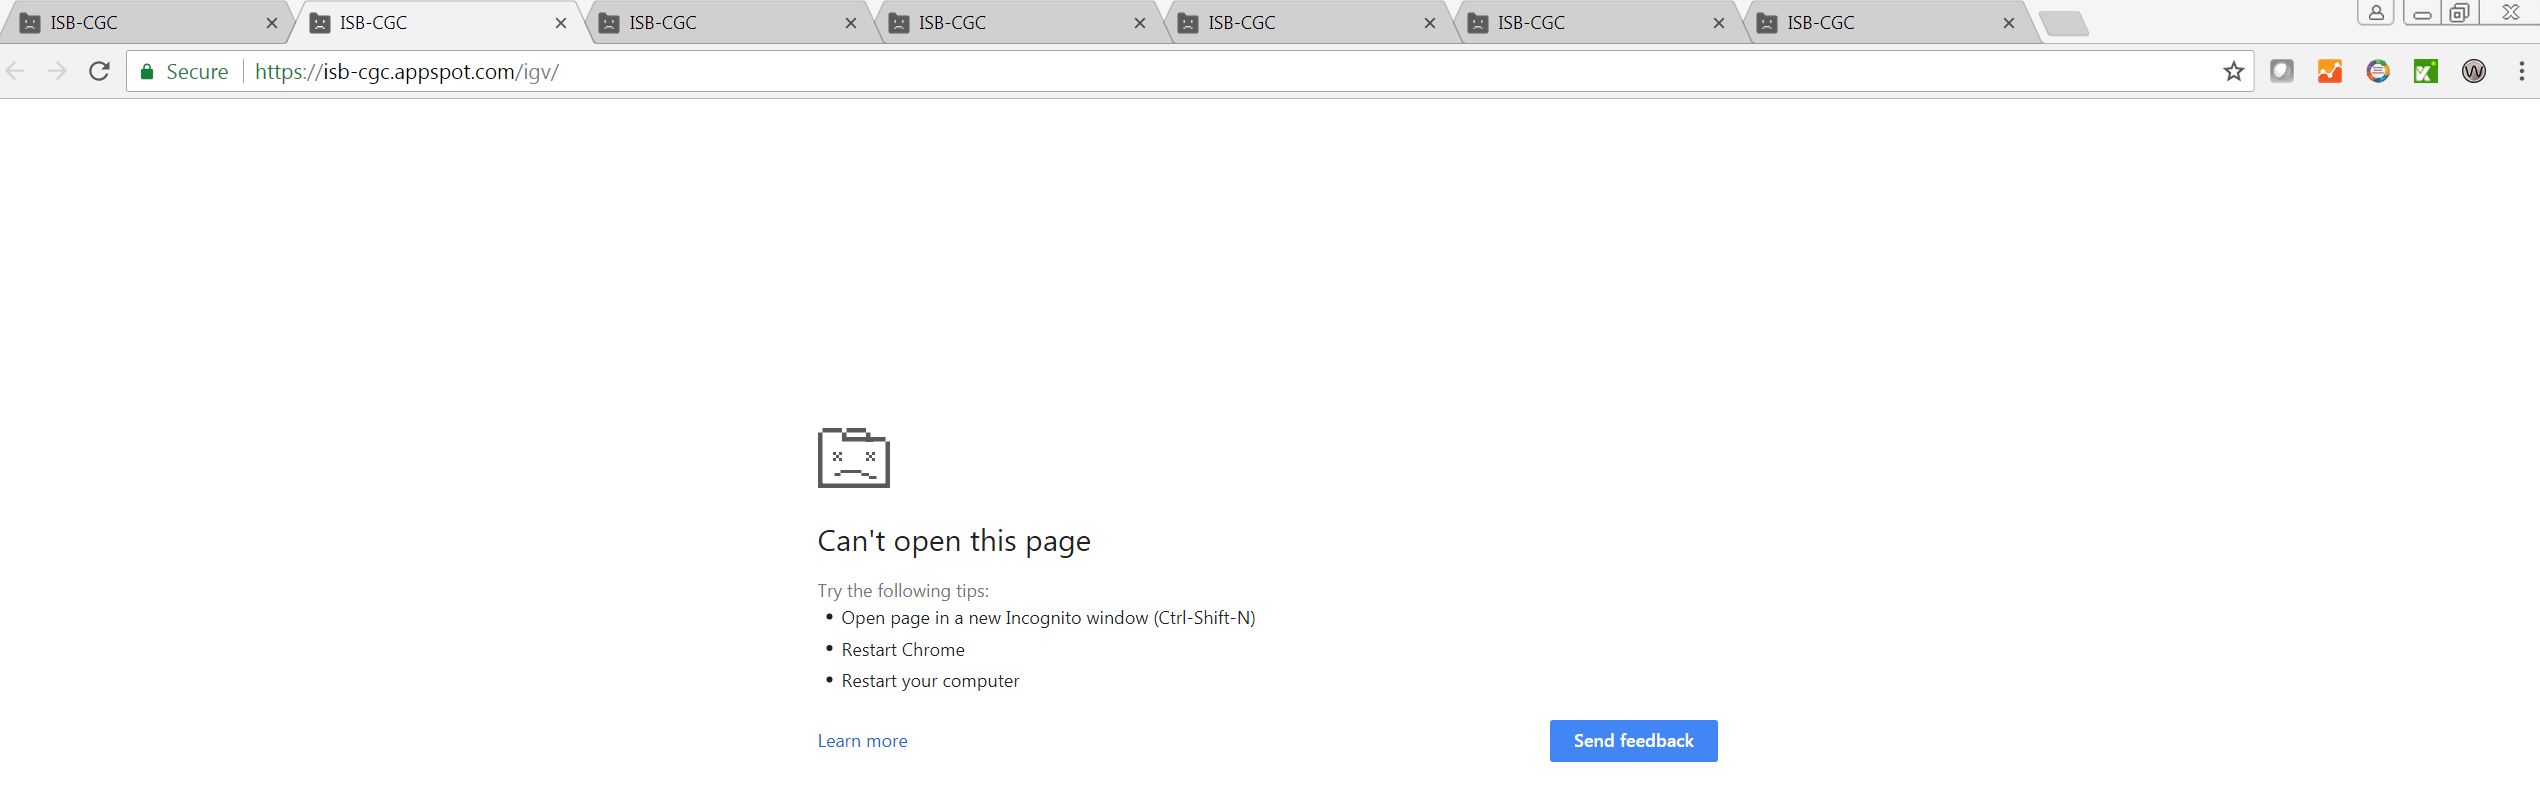 ISB-CGC
ISB-CGC
ISB-CGC
ISB-CGC
ISB-CGC
ISB-CGC
ISB-CGC
Secure https://isb-cgc.appspot.com/igv/
Can't open this page
Try the following tips:
• Open page in a new Incognito window (Ctrl-Shift-N)
• Restart Chrome
• Restart your computer
Learn more
Send feedback